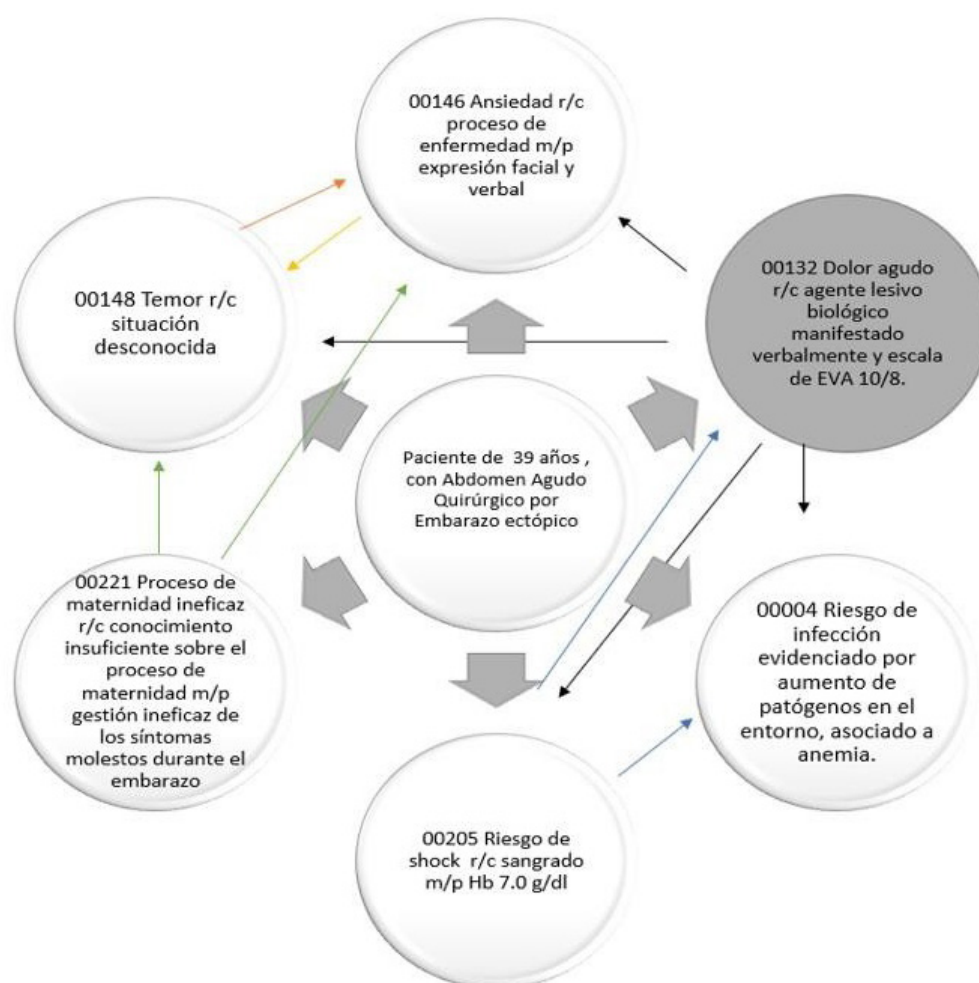 00146 Ansiedad r/c
proceso de
enfermedad m/p
expresión facial y
verbal
00148 Temor r/c
situación
desconocida
00132 Dolor agudo
r/c agente lesivo
biológico
manifestado
verbalmente y escala
de EVA 10/8.
Paciente de 39 años ,
con Abdomen Agudo
Quirúrgico por
Embarazo ectópico
00221 Proceso de
maternidad ineficaz
r/c conocimiento
insuficiente sobre el
proceso de
maternidad m/p
gestión ineficaz de
los síntomas
molestos durante el
embarazo
00004 Riesgo de
infección
evidenciado por
aumento de
patógenos en el
entorno, asociado a
anemia.
00205 Riesgo de
shock r/c sangrado
m/p Hb 7.0 g/dl